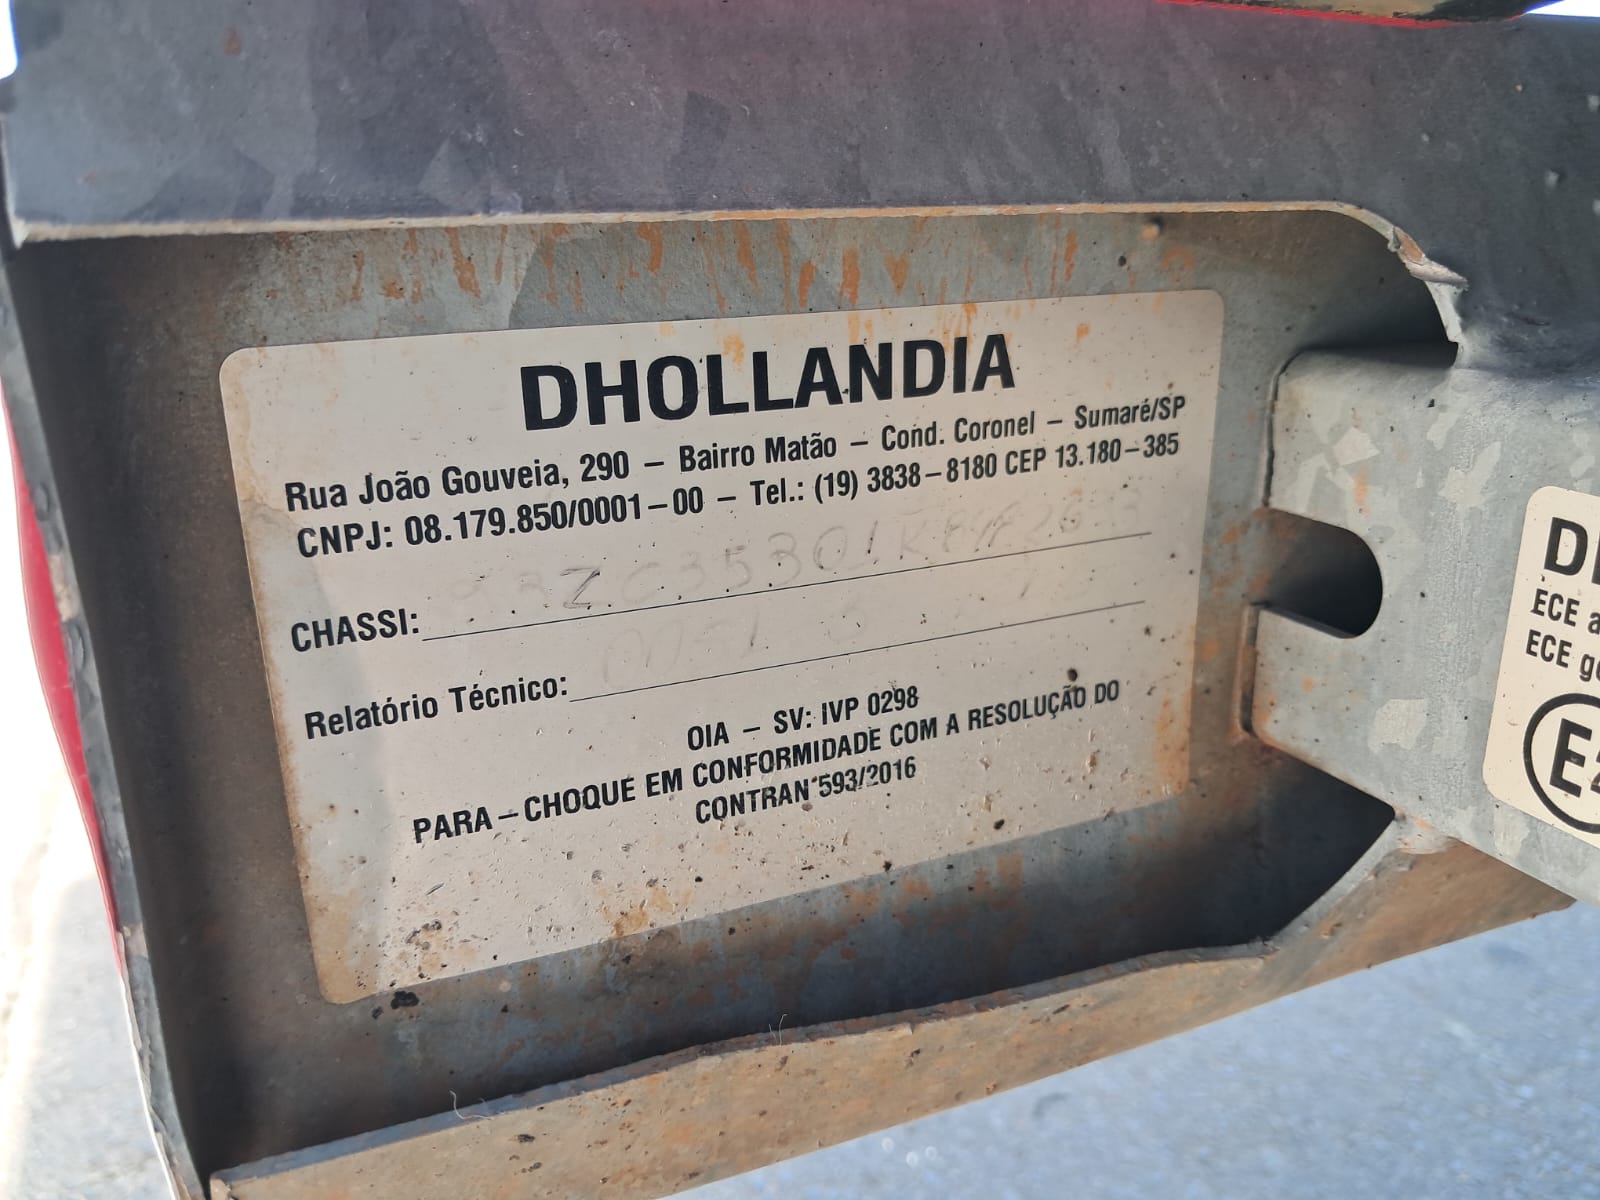 DHOLLANDIA
Rua João Gouveia, 290 – Bairro Matão – Cond. Coronel – Sumaré/SP
CNPJ: 08.179.850/0001–00 – Tel.: (19) 3838–8180 CEP 13.180–385
CHASSI:
Relatório Técnico:
OIA – SV: IVP 0298
PARA–CHOQUE EM CONFORMIDADE COM A RESOLUÇÃO DO
CONTRAN 593/2016
ECE
ECE